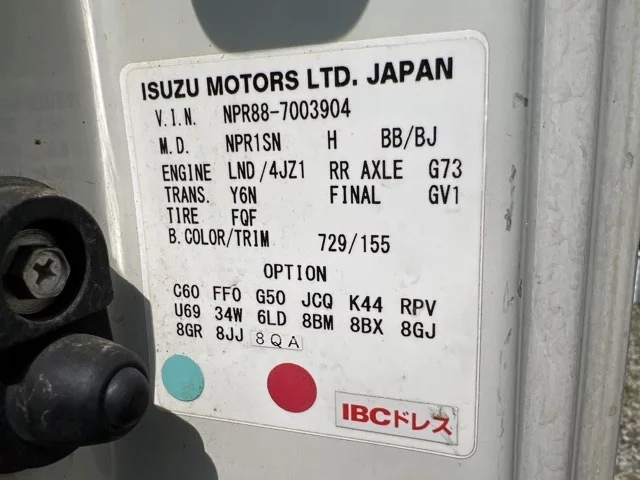 ISUZU MOTORS LTD. JAPAN
V.I.N. NPR88-7003904
M.D. NPR1SN H BB/BJ
ENGINE LND/4JZ1 RR AXLE G73
TRANS. Y6N FINAL GV1
TIRE FQF
B.COLOR/TRIM 729/155
OPTION
C60 FF0 G50 JCQ K44 RPV
U69 34W 6LD 8BM 8BX 8GJ
8GR 8JJ 8QA
IBCドレス